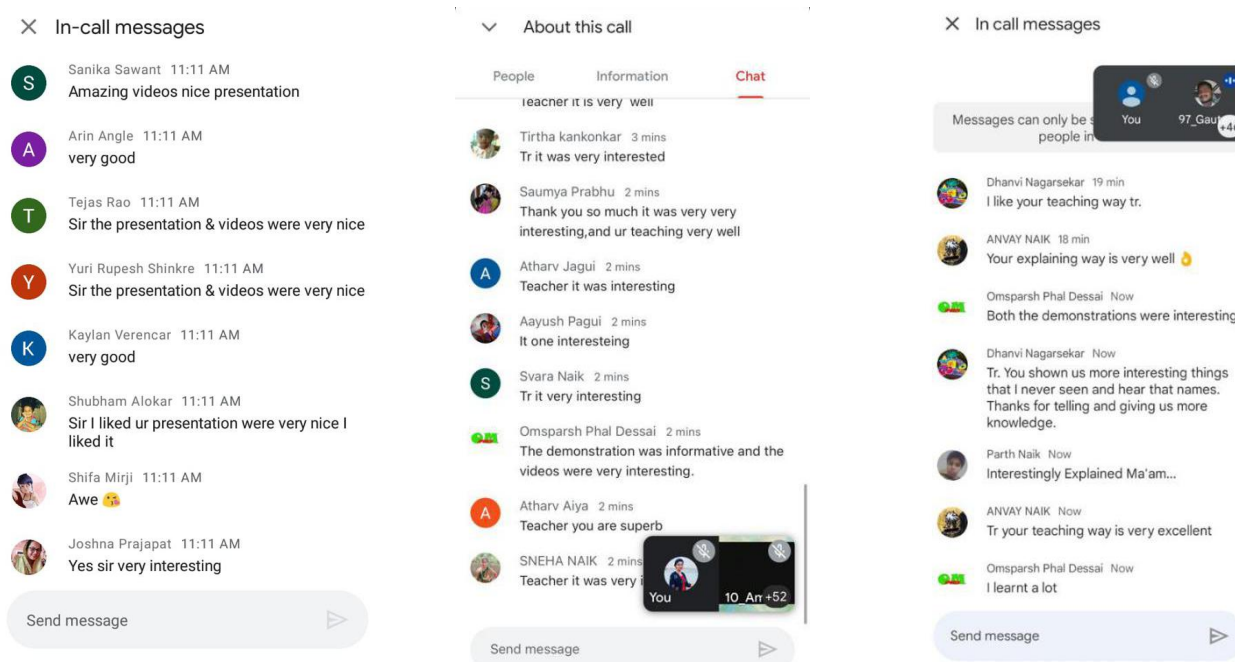 In-call messages
S
Sanika Sawant 11:11 AM
Amazing videos nice presentation
A
Arin Angle 11:11 AM
very good
T
Tejas Rao 11:11 AM
Sir the presentation & videos were very nice
Y
Yuri Rupesh Shinkre 11:11 AM
Sir the presentation & videos were very nice
K
Kaylan Verencar 11:11 AM
very good
Shubham Alokar 11:11 AM
Sir I liked ur presentation were very nice I
liked it
Shifa Mirji 11:11 AM
Awe 😘
Joshna Prajapat 11:11 AM
Yes sir very interesting
Send message
About this call
People Information Chat
Teacher it is very well
Tirtha kankonkar 3 mins
Tr it was very interested
Saumya Prabhu 2 mins
Thank you so much it was very very
interesting,and ur teaching very well
A
Atharv Jagui 2 mins
Teacher it was interesting
Aayush Pagui 2 mins
It one interesteing
S
Svara Naik 2 mins
Tr it very interesting
OM
Omsparsh Phal Dessai 2 mins
The demonstration was informative and the
videos were very interesting.
A
Atharv Aiya 2 mins
Teacher you are superb
SNEHA NAIK 2 mins
Teacher it was very
You 10_Am +52
Send message
In call messages
You 97_Gau
Messages can only be
people in
Dhanvi Nagarsekar 19 min
I like your teaching way tr.
ANVAY NAIK 18 min
Your explaining way is very well 👌
OM
Omsparsh Phal Dessai Now
Both the demonstrations were interesting
Dhanvi Nagarsekar Now
Tr. You shown us more interesting things
that I never seen and hear that names.
Thanks for telling and giving us more
knowledge.
Parth Naik Now
Interestingly Explained Ma'am...
ANVAY NAIK Now
Tr your teaching way is very excellent
OM
Omsparsh Phal Dessai Now
I learnt a lot
Send message